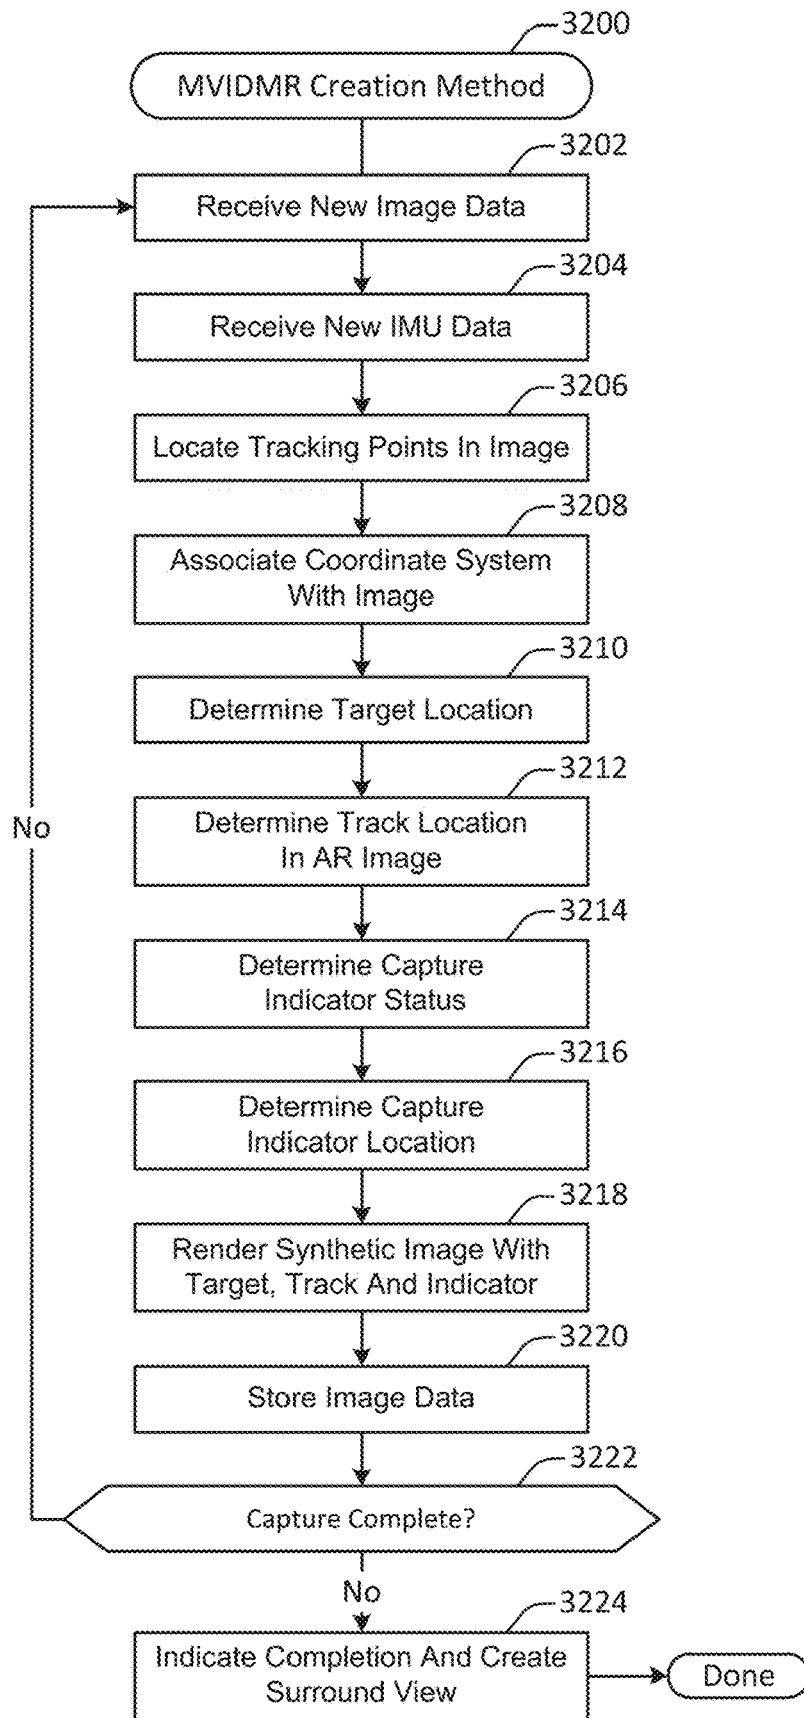 3200
MVIDMR Creation Method
3202
Receive New Image Data
3204
Receive New IMU Data
3206
Locate Tracking Points In Image
3208
Associate Coordinate System
With Image
3210
Determine Target Location
3212
Determine Track Location
In AR Image
No
3214
Determine Capture
Indicator Status
3216
Determine Capture
Indicator Location
3218
Render Synthetic Image With
Target, Track And Indicator
3220
Store Image Data
3222
Capture Complete?
No
3224
Indicate Completion And Create
Surround View
Done